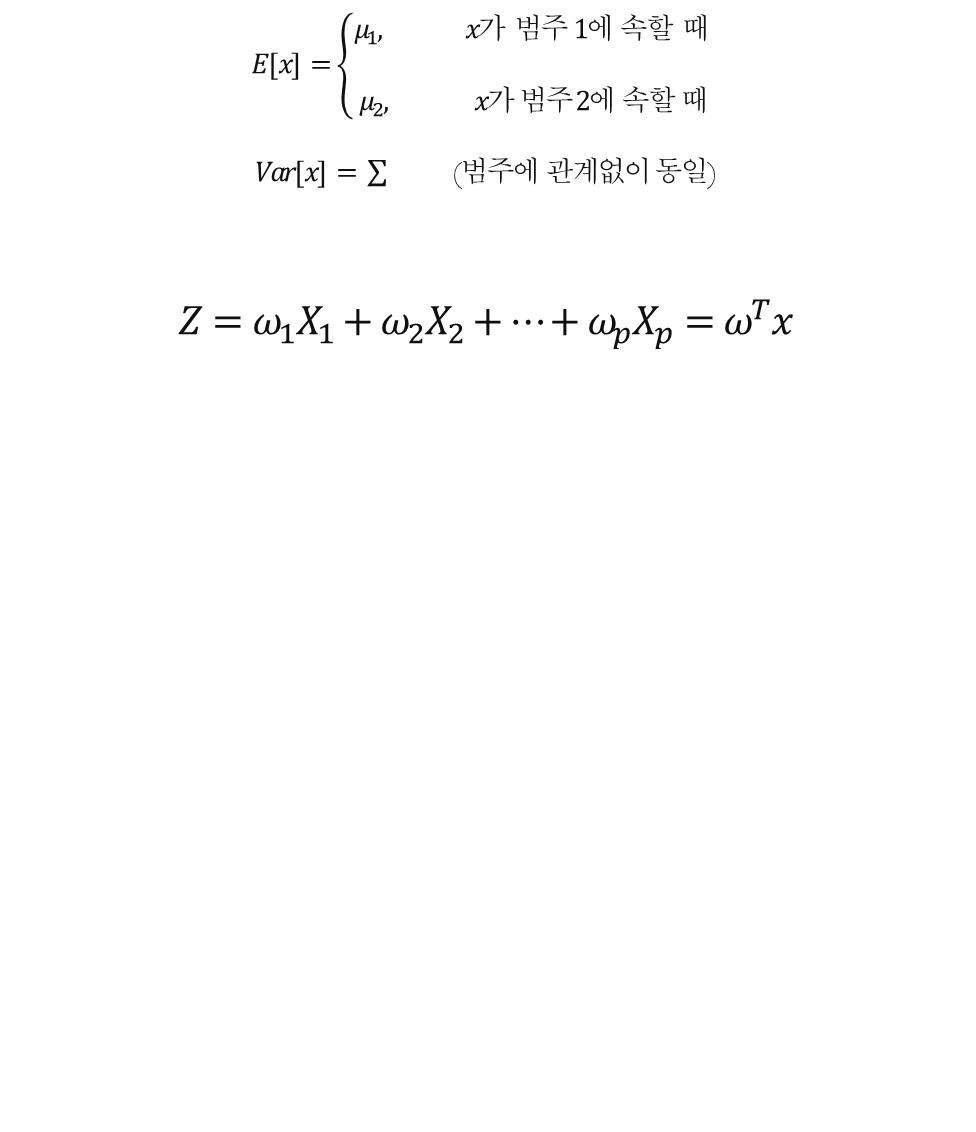 E[x] = { μ₁, x가 범주 1에 속할 때
μ₂, x가 범주2에 속할 때
Var[x] = ∑ (범주에 관계없이 동일)
Z = ω₁X₁ + ω₂X₂ + ⋯ + ωₚXₚ = ωᵀx